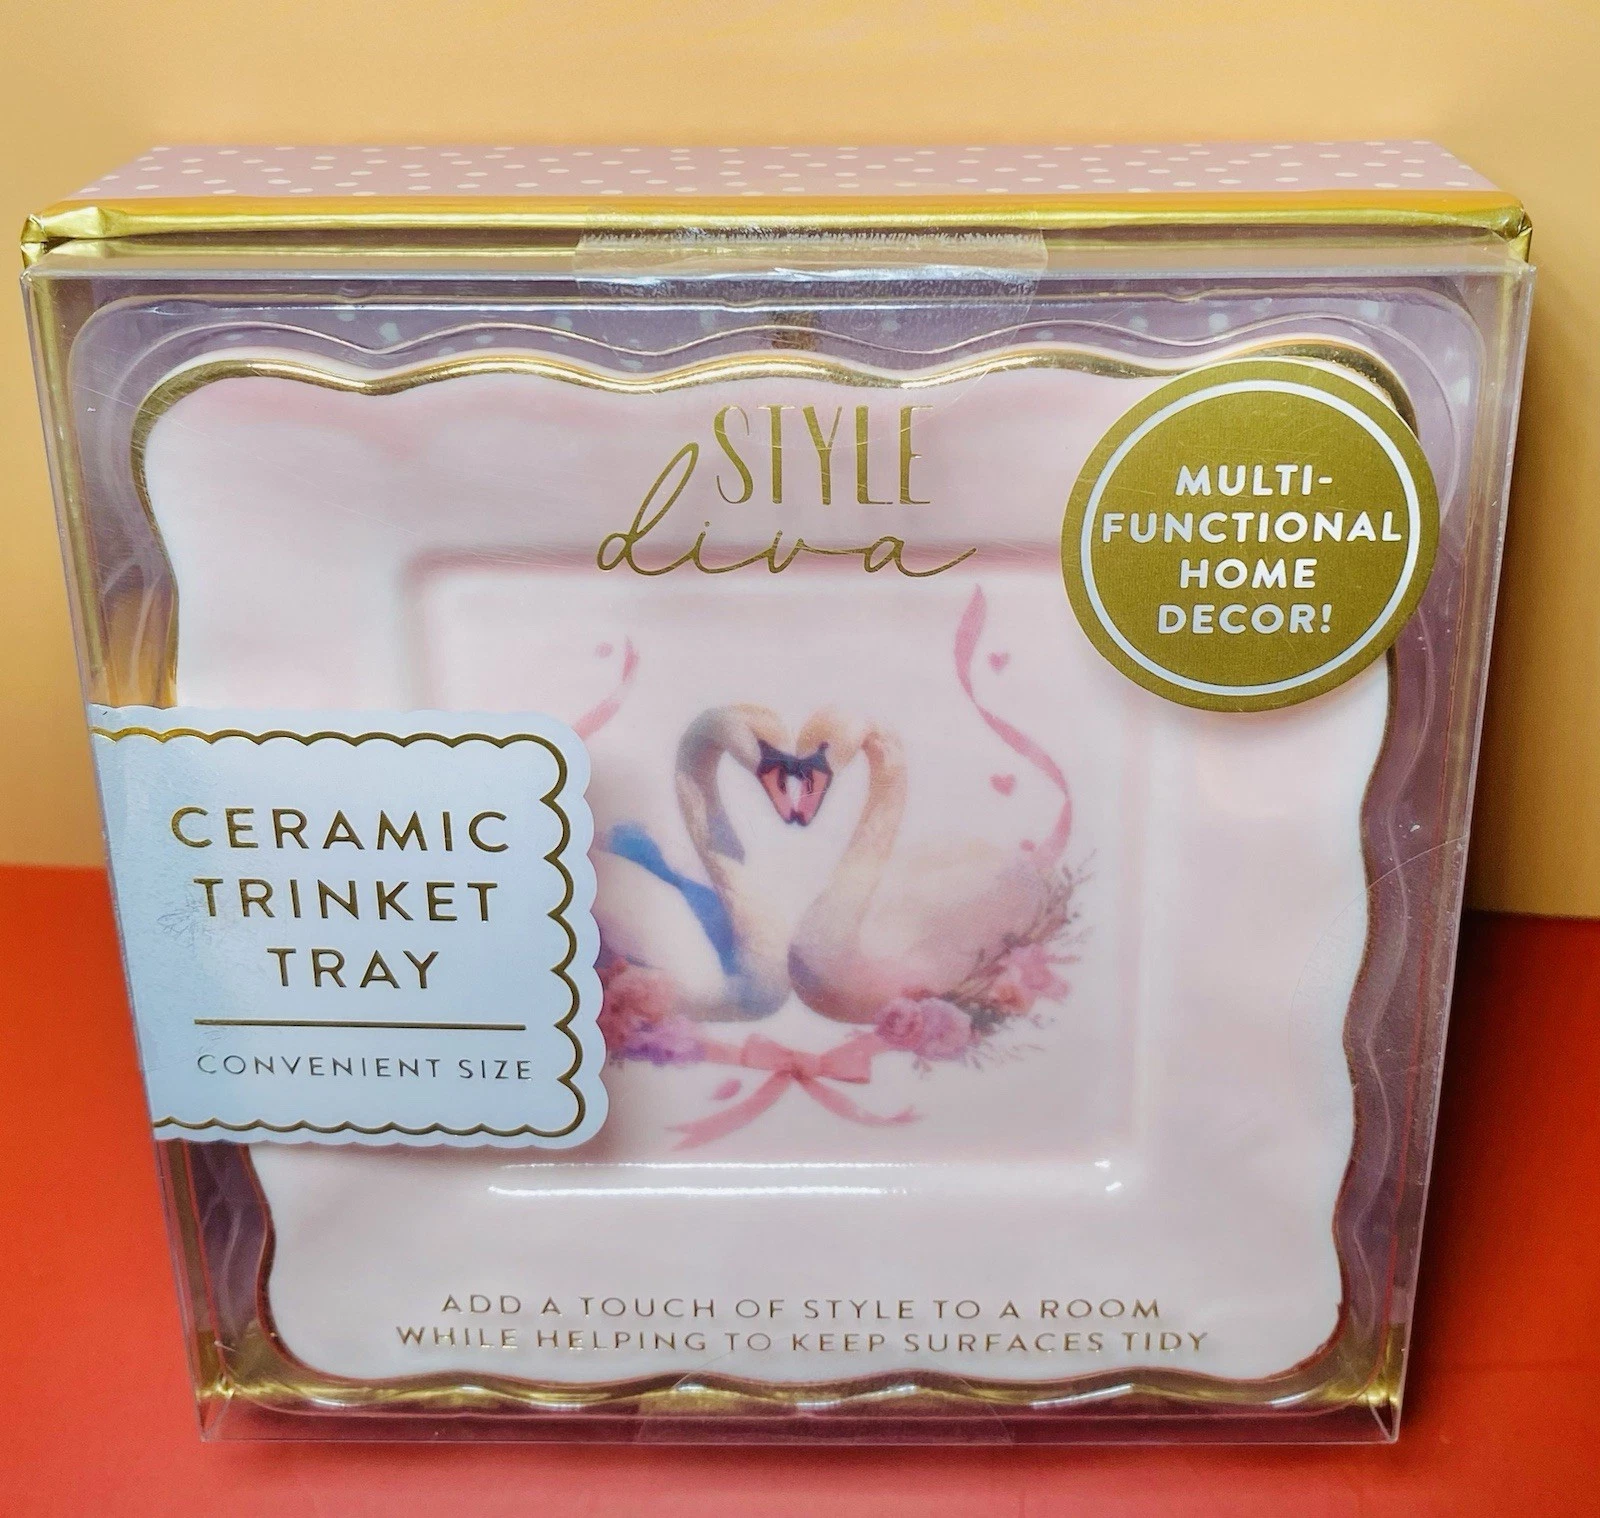 STYLE
diva
MULTI-
FUNCTIONAL
HOME
DECOR!
CERAMIC
TRINKET
TRAY
CONVENIENT SIZE
ADD A TOUCH OF STYLE TO A ROOM
WHILE HELPING TO KEEP SURFACES TIDY